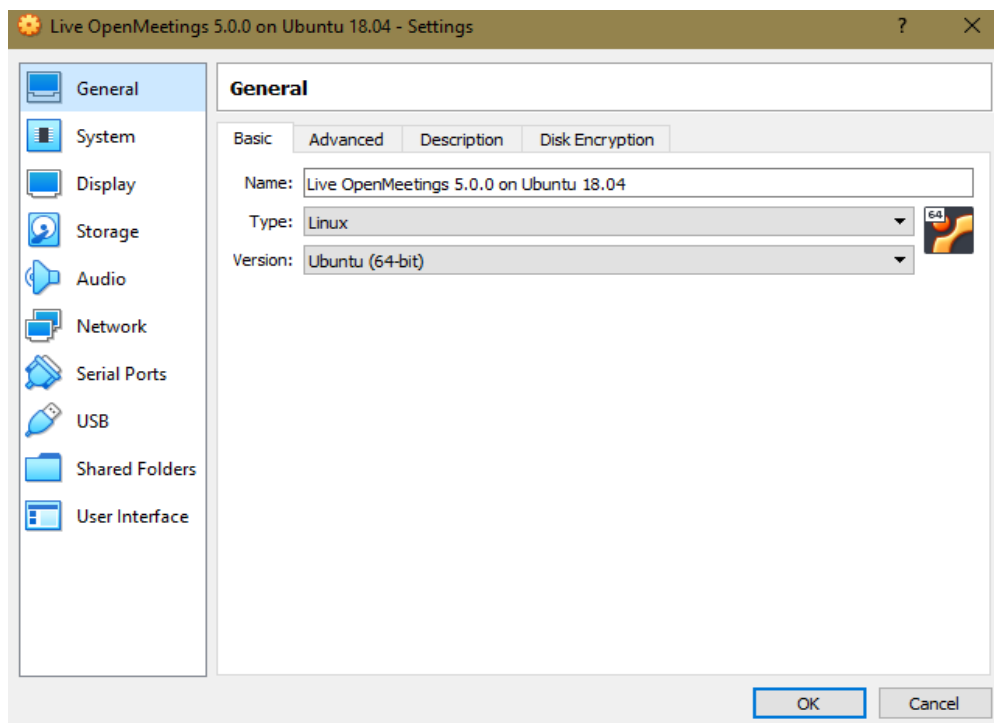 Live OpenMeetings 5.0.0 on Ubuntu 18.04 - Settings
?
General
System
Display
Storage
Audio
Network
Serial Ports
USB
Shared Folders
User Interface
General
Basic
Advanced
Description
Disk Encryption
Name: Live OpenMeetings 5.0.0 on Ubuntu 18.04
Type: Linux
64
Version: Ubuntu (64-bit)
OK
Cancel